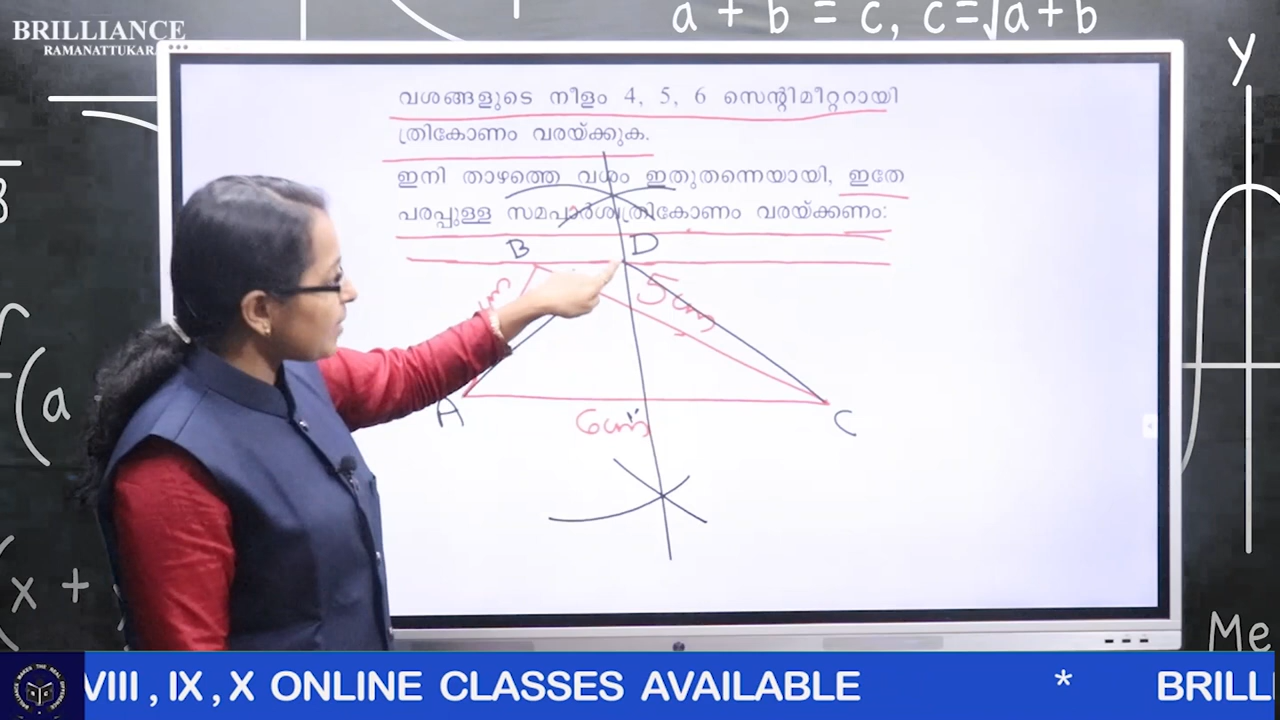 a + b = c, c=√a+b
BRILLIANCE
RAMANATTUKARA
y
വശങ്ങളുടെ നീളം 4, 5, 6 സെന്റിമീറ്ററായി
ത്രികോണം വരയ്ക്കുക.
ഇനി താഴത്തെ വശം ഇതുതന്നെയായി, ഇതേ
പരപ്പുള്ള സമപാർശ്വത്രികോണം വരയ്ക്കണം:
B D
5cm
A 6cm C
(a
(x +
Me
VIII , IX , X ONLINE CLASSES AVAILABLE * BRILL